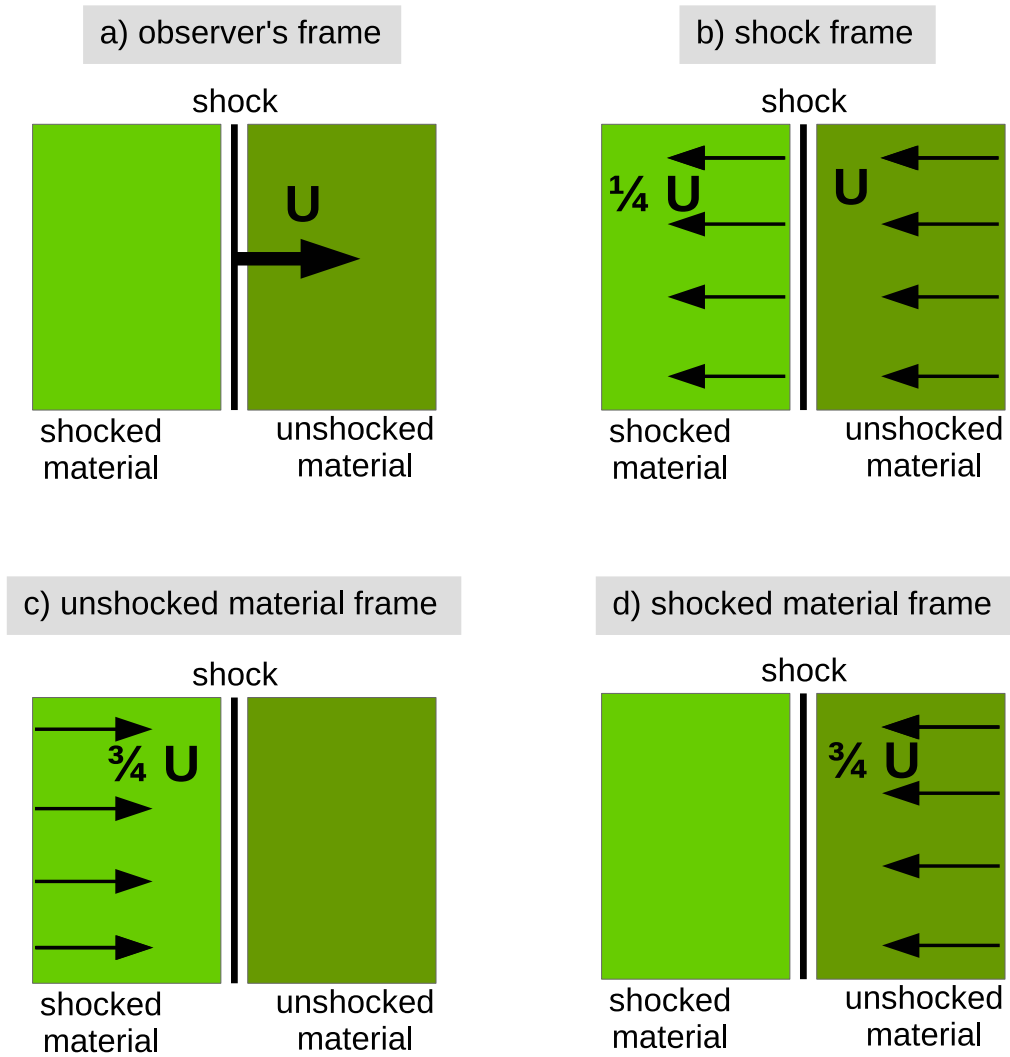 a) observer's frame
shock
U
shocked
material
unshocked
material
b) shock frame
shock
¼ U
U
shocked
material
unshocked
material
c) unshocked material frame
shock
¾ U
shocked
material
unshocked
material
d) shocked material frame
shock
¾ U
shocked
material
unshocked
material